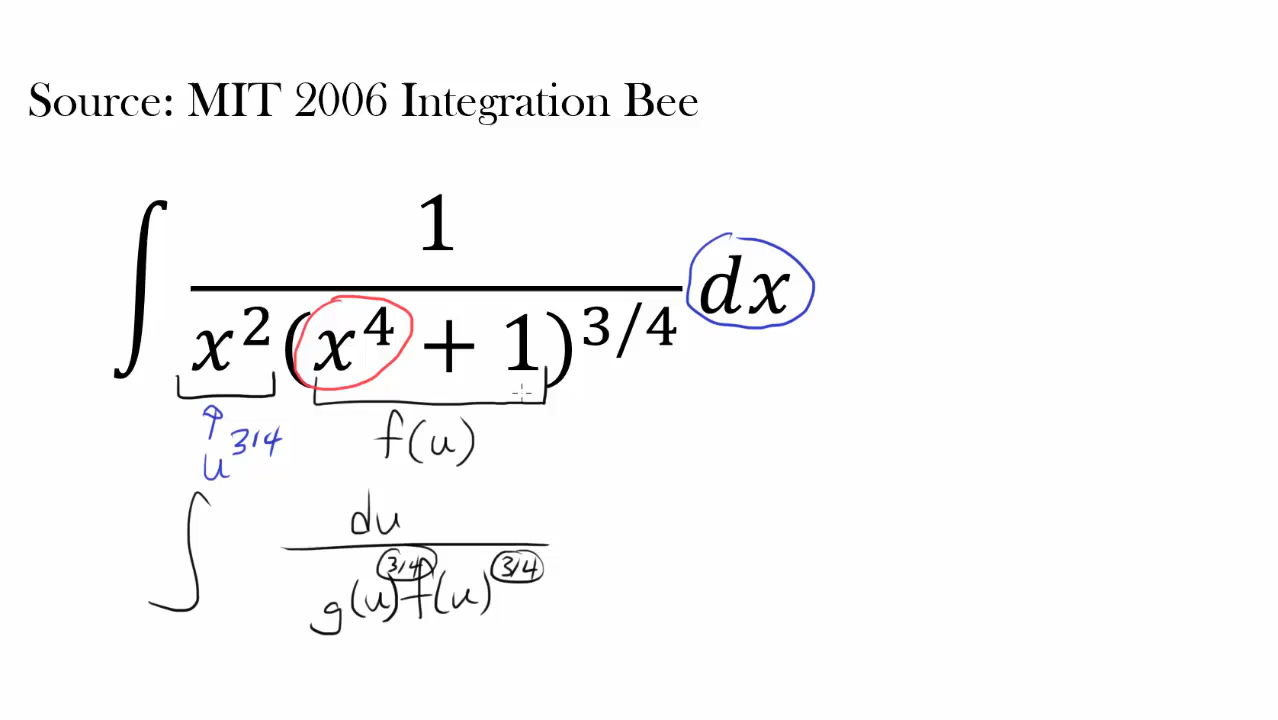 Source: MIT 2006 Integration Bee
∫ 1 / x²(x⁴ + 1)^3/4 dx
u^3/4 f(u)
∫ du / g(u)^3/4 f(u)^3/4